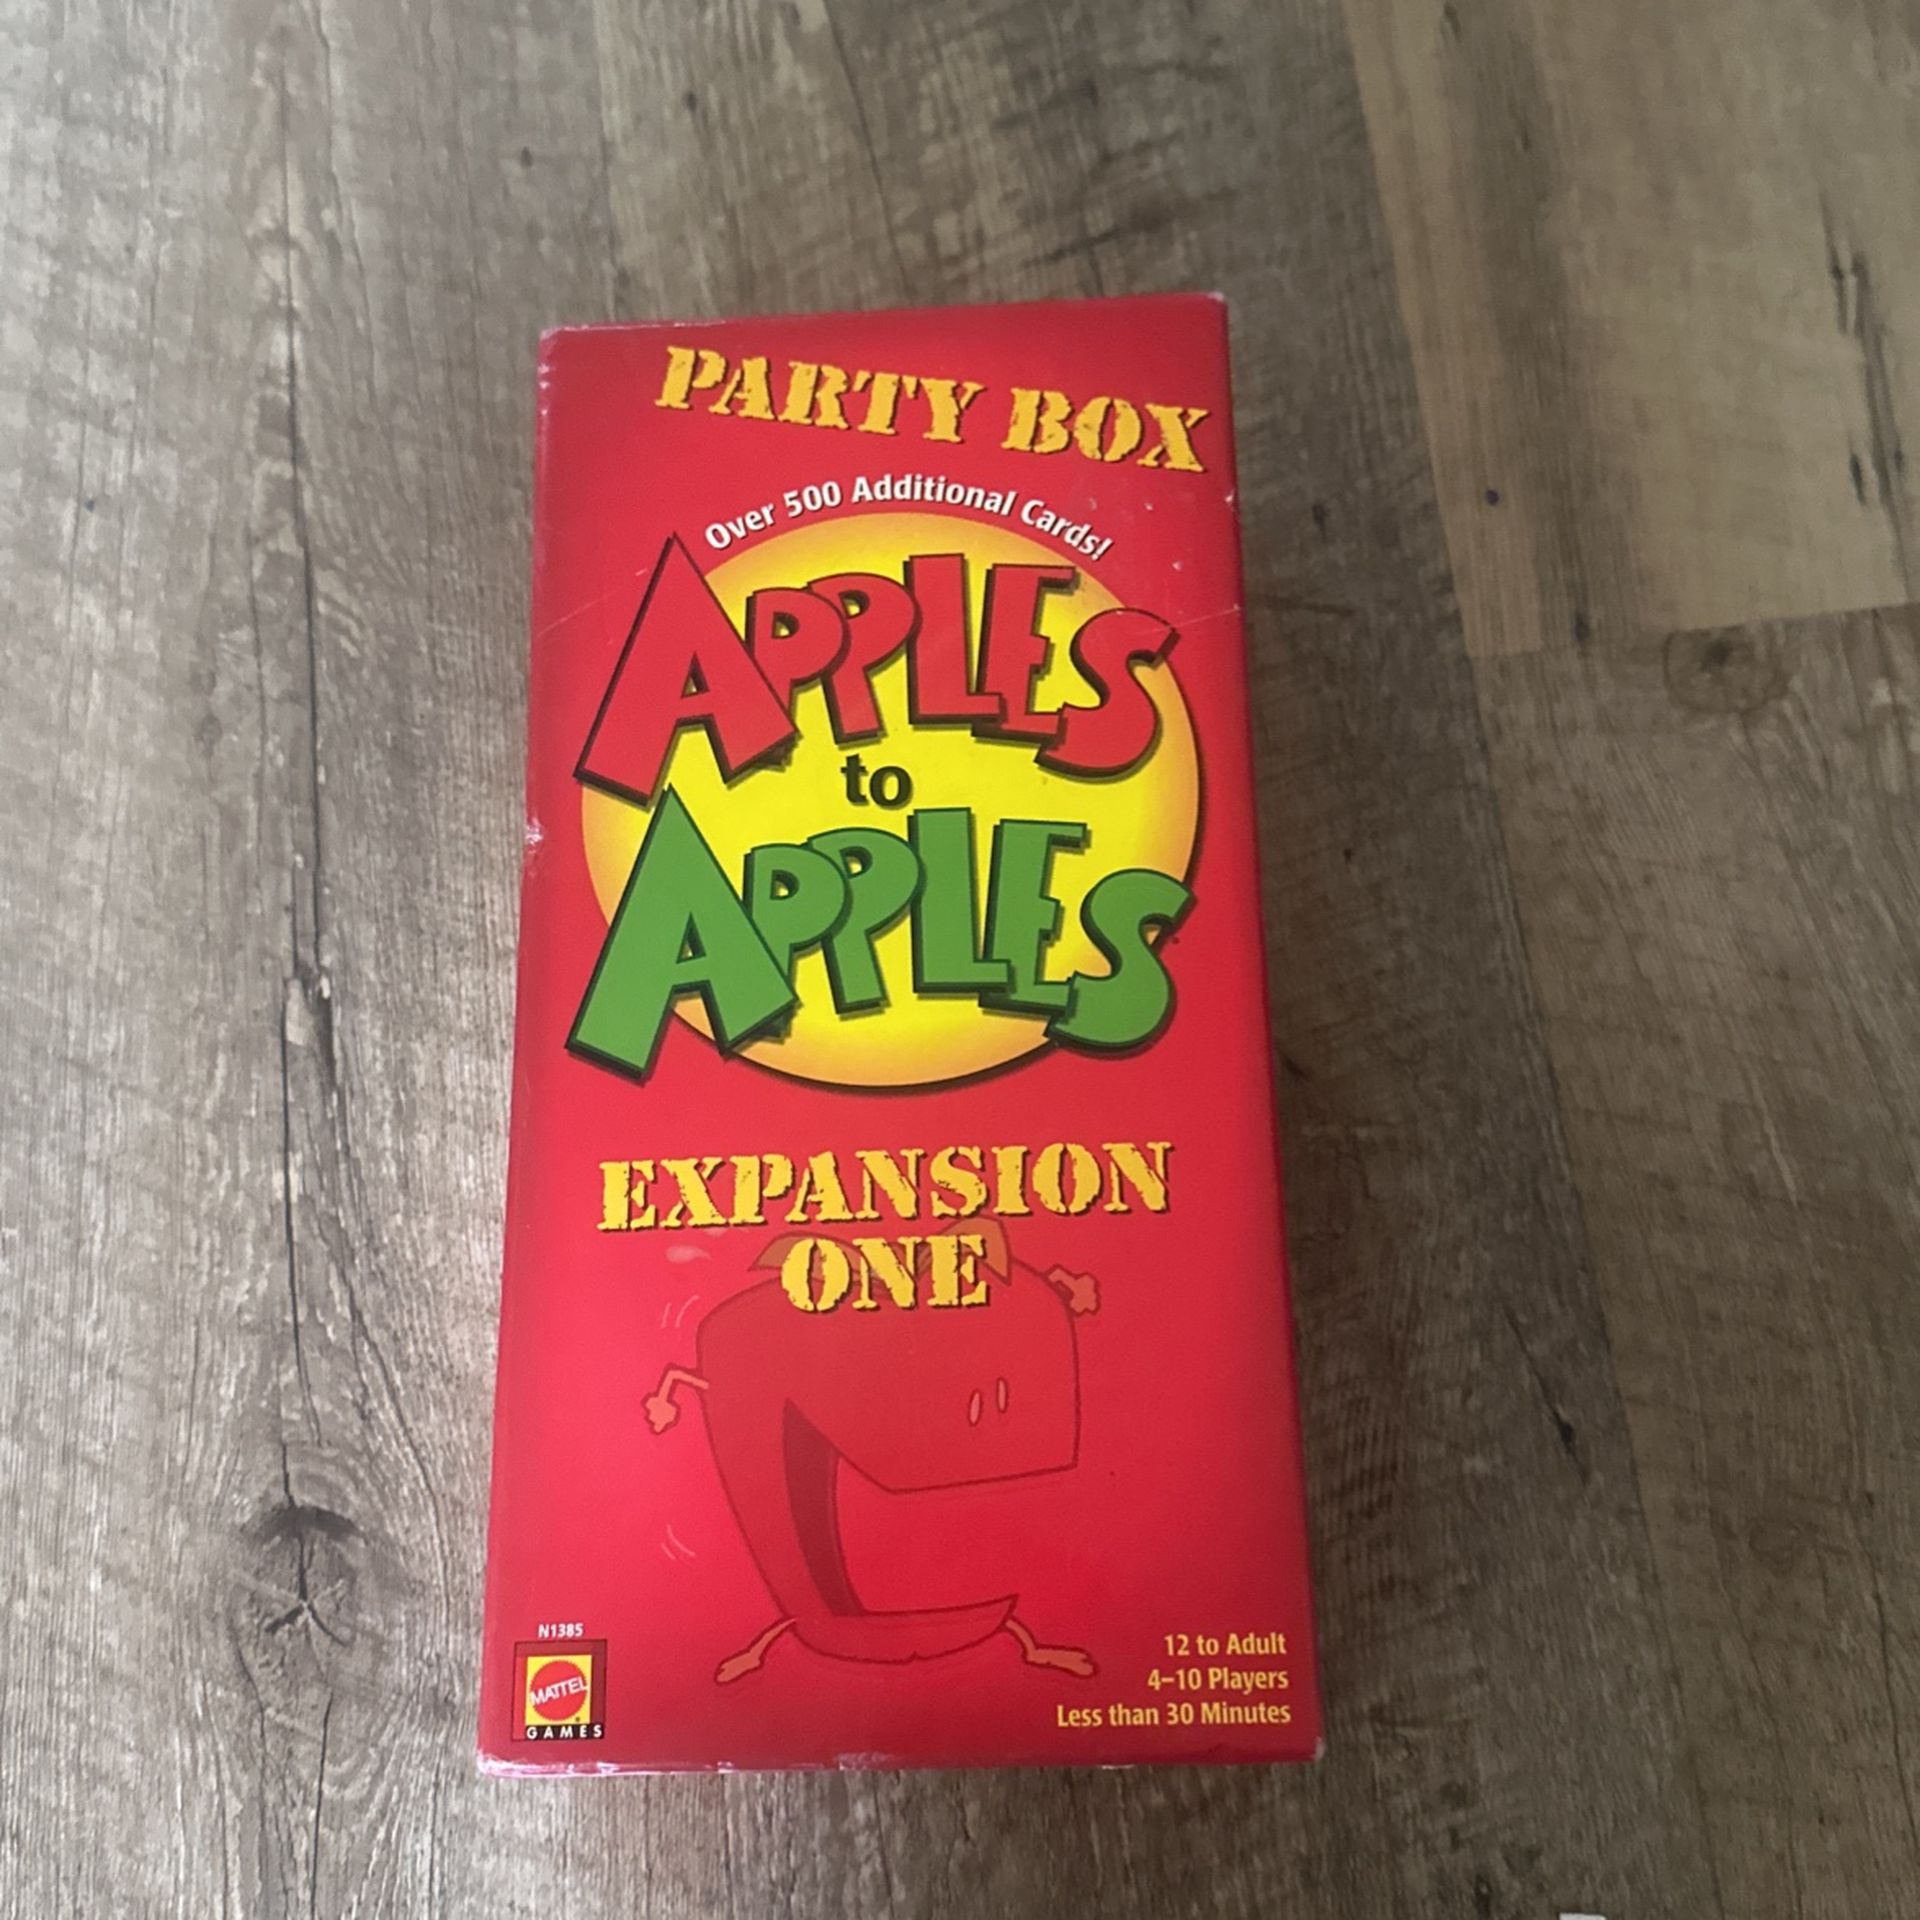 PARTY BOX
Over 500 Additional Cards!
APPLES
to
APPLES
EXPANSION
ONE
N1385
MATTEL
GAMES
12 to Adult
4–10 Players
Less than 30 Minutes